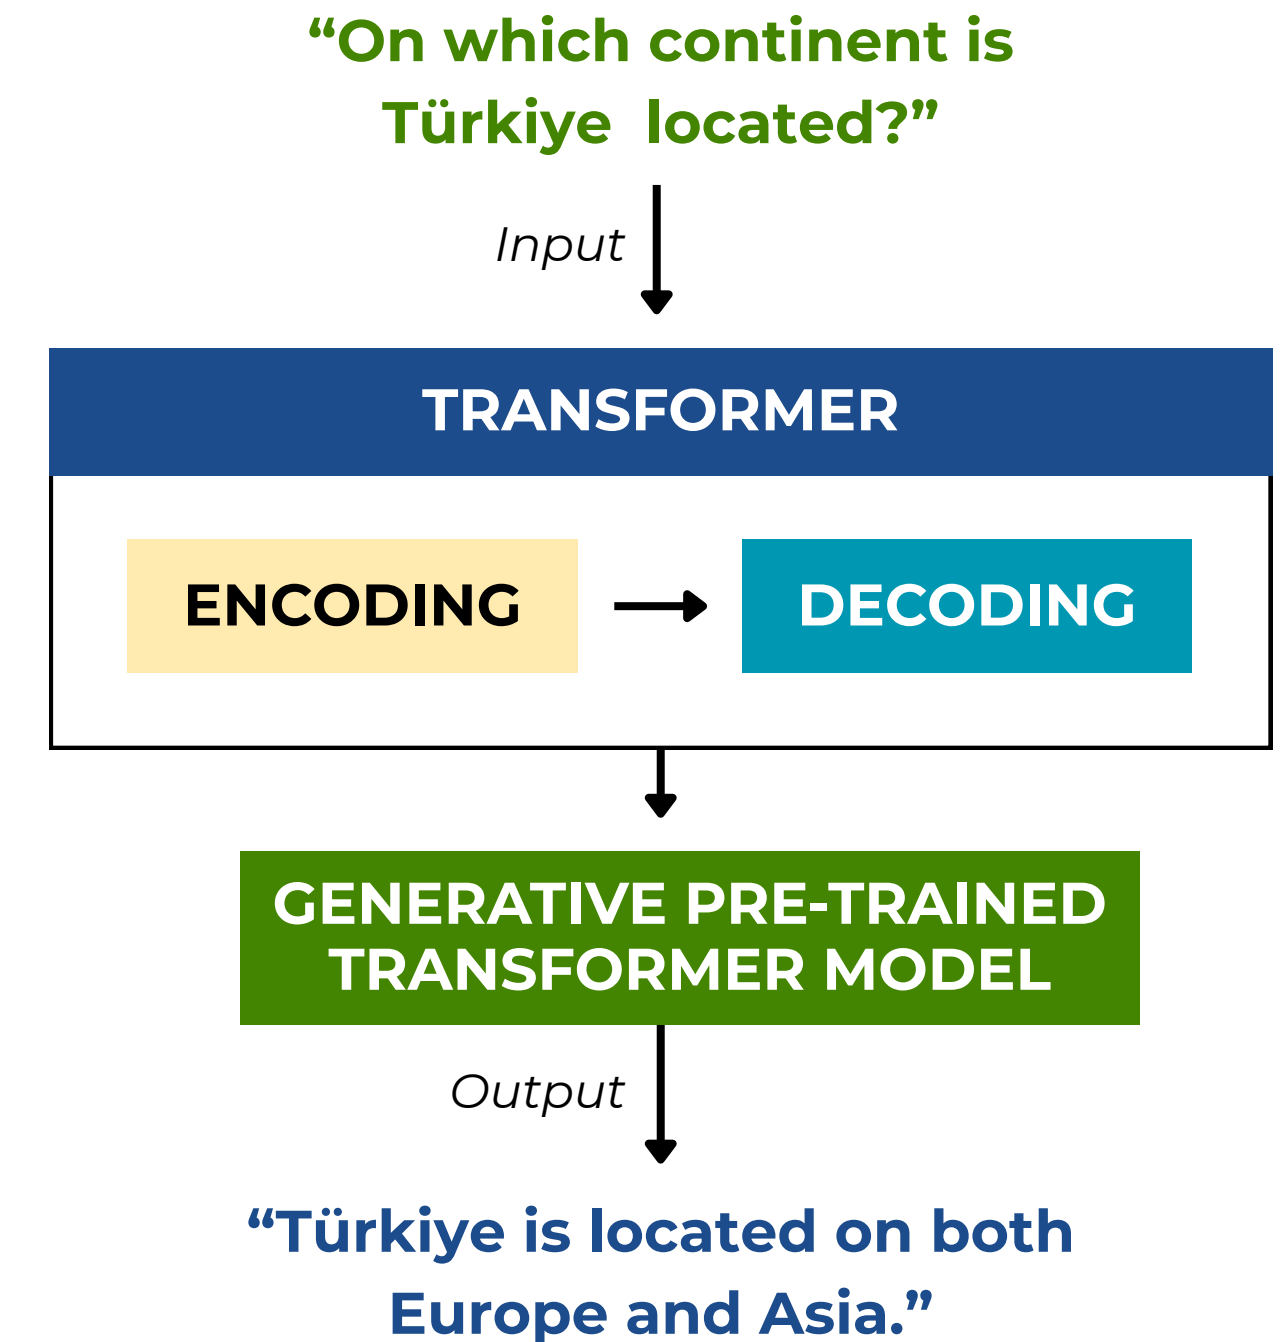 “On which continent is
Türkiye located?”
Input
TRANSFORMER
ENCODING
DECODING
GENERATIVE PRE-TRAINED
TRANSFORMER MODEL
Output
“Türkiye is located on both
Europe and Asia.”